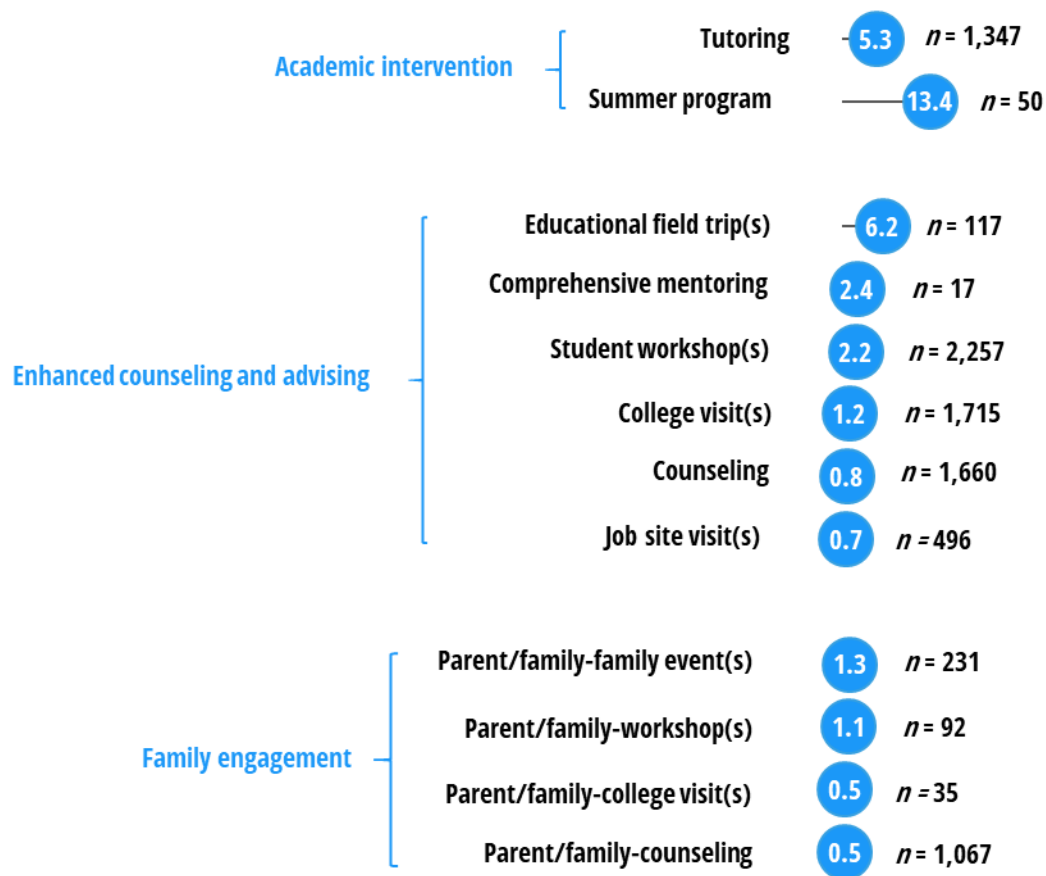 Tutoring 5.3 n = 1,347
Academic intervention
Summer program 13.4 n = 50
Educational field trip(s) 6.2 n = 117
Comprehensive mentoring 2.4 n = 17
Student workshop(s) 2.2 n = 2,257
Enhanced counseling and advising
College visit(s) 1.2 n = 1,715
Counseling 0.8 n = 1,660
Job site visit(s) 0.7 n = 496
Parent/family-family event(s) 1.3 n = 231
Parent/family-workshop(s) 1.1 n = 92
Family engagement
Parent/family-college visit(s) 0.5 n = 35
Parent/family-counseling 0.5 n = 1,067